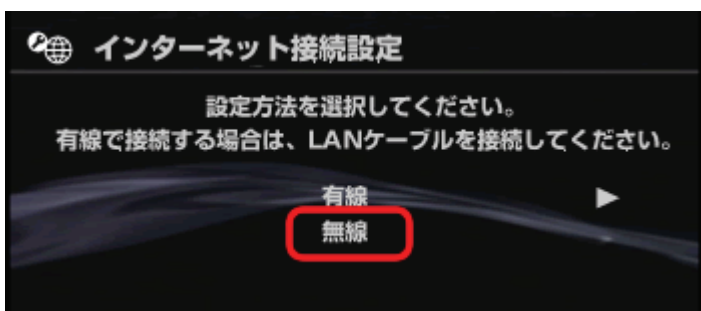 インターネット接続設定
設定方法を選択してください。
有線で接続する場合は、LANケーブルを接続してください。
有線
無線